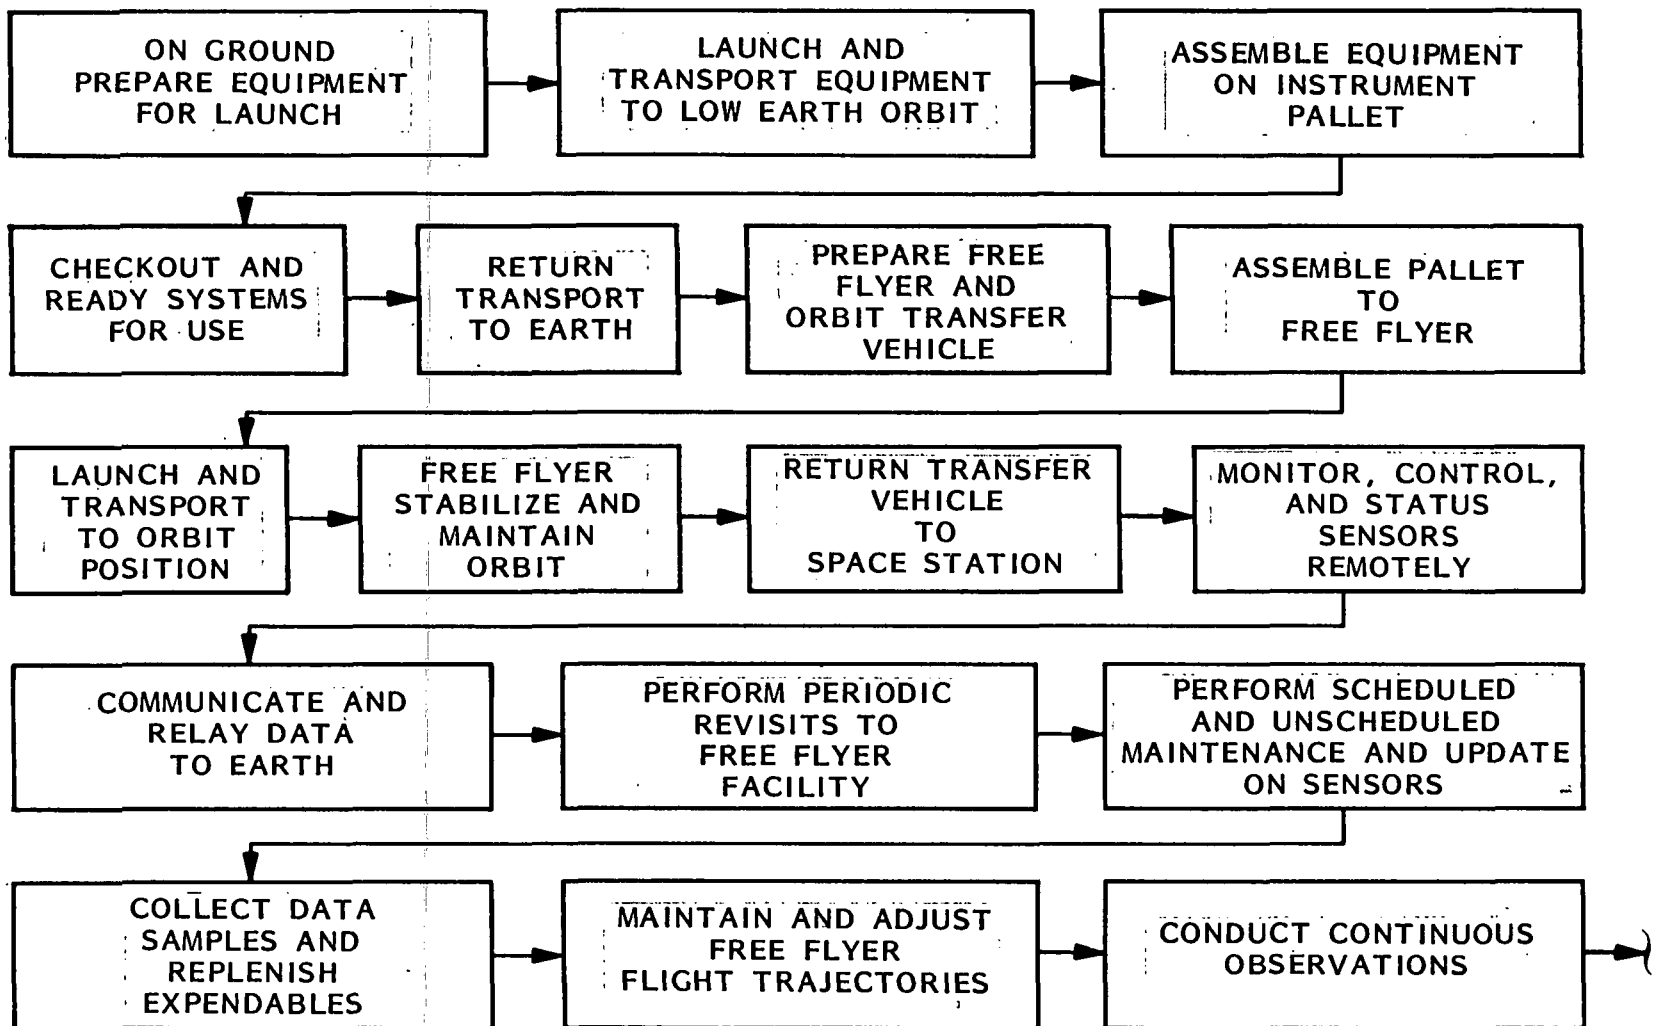 ON GROUND
PREPARE EQUIPMENT
FOR LAUNCH
LAUNCH AND
TRANSPORT EQUIPMENT
TO LOW EARTH ORBIT
ASSEMBLE EQUIPMENT
ON INSTRUMENT
PALLET
CHECKOUT AND
READY SYSTEMS
FOR USE
RETURN
TRANSPORT
TO EARTH
PREPARE FREE
FLYER AND
ORBIT TRANSFER
VEHICLE
ASSEMBLE PALLET
TO
FREE FLYER
LAUNCH AND
TRANSPORT
TO ORBIT
POSITION
FREE FLYER
STABILIZE AND
MAINTAIN
ORBIT
RETURN TRANSFER
VEHICLE
TO
SPACE STATION
MONITOR, CONTROL,
AND STATUS
SENSORS
REMOTELY
COMMUNICATE AND
RELAY DATA
TO EARTH
PERFORM PERIODIC
REVISITS TO
FREE FLYER
FACILITY
PERFORM SCHEDULED
AND UNSCHEDULED
MAINTENANCE AND UPDATE
ON SENSORS
COLLECT DATA
SAMPLES AND
REPLENISH
EXPENDABLES
MAINTAIN AND ADJUST
FREE FLYER
FLIGHT TRAJECTORIES
CONDUCT CONTINUOUS
OBSERVATIONS